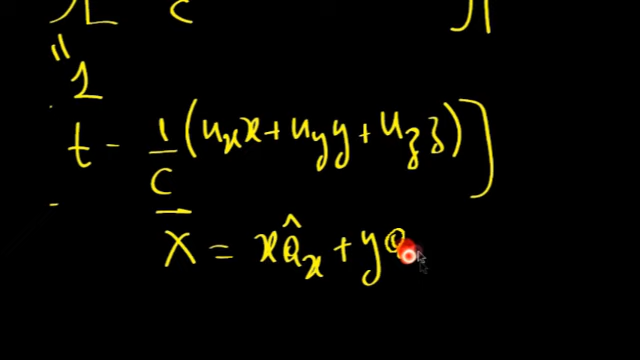 c
" 1
t - 1/c (u_x x + u_y y + u_z z)]
x⃗ = x â_x + y a